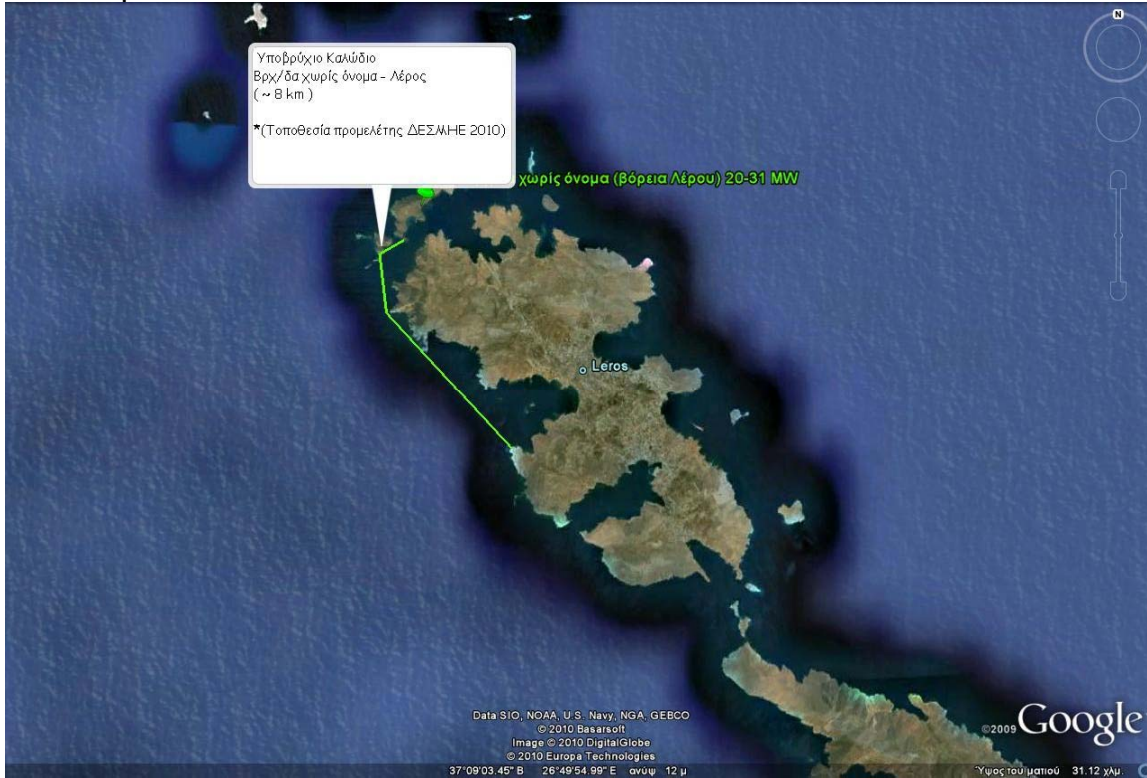 N
Υποβρύχιο Καλώδιο
Βρχ/δα χωρίς όνομα - Λέρος
( ~ 8 km )
*(Τοποθεσία προμελέτης ΔΕΣΜΗΕ 2010)
χωρίς όνομα (βόρεια Λέρου) 20-31 MW
Leros
Data SIO, NOAA, U.S. Navy, NGA, GEBCO
© 2010 Basarsoft
Image © 2010 DigitalGlobe
© 2010 Europa Technologies
©2009 Google
37°09'03.45" Β 26°49'54.99" Ε ανύψ 12 μ
Ύψος του ματιού 31.12 χλμ.